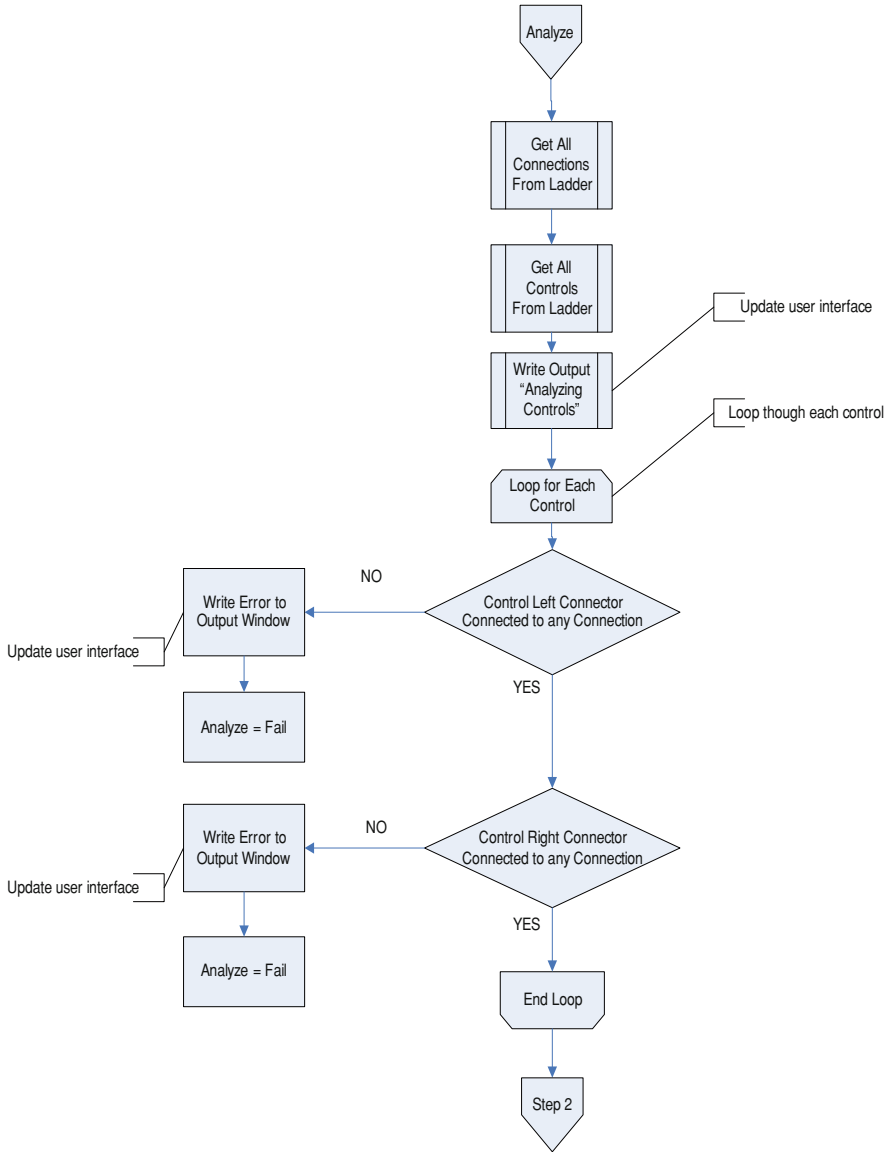 Analyze
Get All
Connections
From Ladder
Get All
Controls
From Ladder
Update user interface
Write Output
“Analyzing
Controls”
Loop though each control
Loop for Each
Control
NO
Write Error to
Output Window
Control Left Connector
Connected to any Connection
Update user interface
YES
Analyze = Fail
NO
Write Error to
Output Window
Control Right Connector
Connected to any Connection
Update user interface
YES
Analyze = Fail
End Loop
Step 2